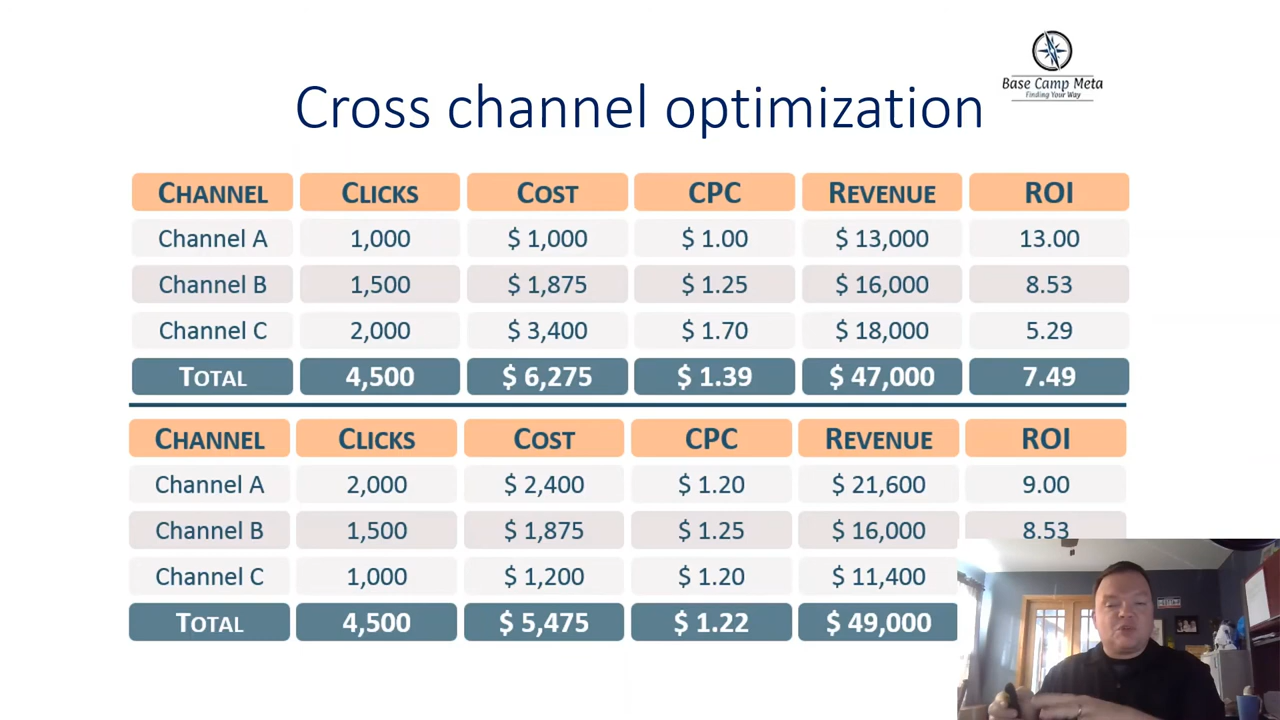 Base Camp Meta
Finding Your Way
Cross channel optimization
CHANNEL CLICKS COST CPC REVENUE ROI
Channel A 1,000 $ 1,000 $ 1.00 $ 13,000 13.00
Channel B 1,500 $ 1,875 $ 1.25 $ 16,000 8.53
Channel C 2,000 $ 3,400 $ 1.70 $ 18,000 5.29
TOTAL 4,500 $ 6,275 $ 1.39 $ 47,000 7.49
CHANNEL CLICKS COST CPC REVENUE ROI
Channel A 2,000 $ 2,400 $ 1.20 $ 21,600 9.00
Channel B 1,500 $ 1,875 $ 1.25 $ 16,000 8.53
Channel C 1,000 $ 1,200 $ 1.20 $ 11,400
TOTAL 4,500 $ 5,475 $ 1.22 $ 49,000